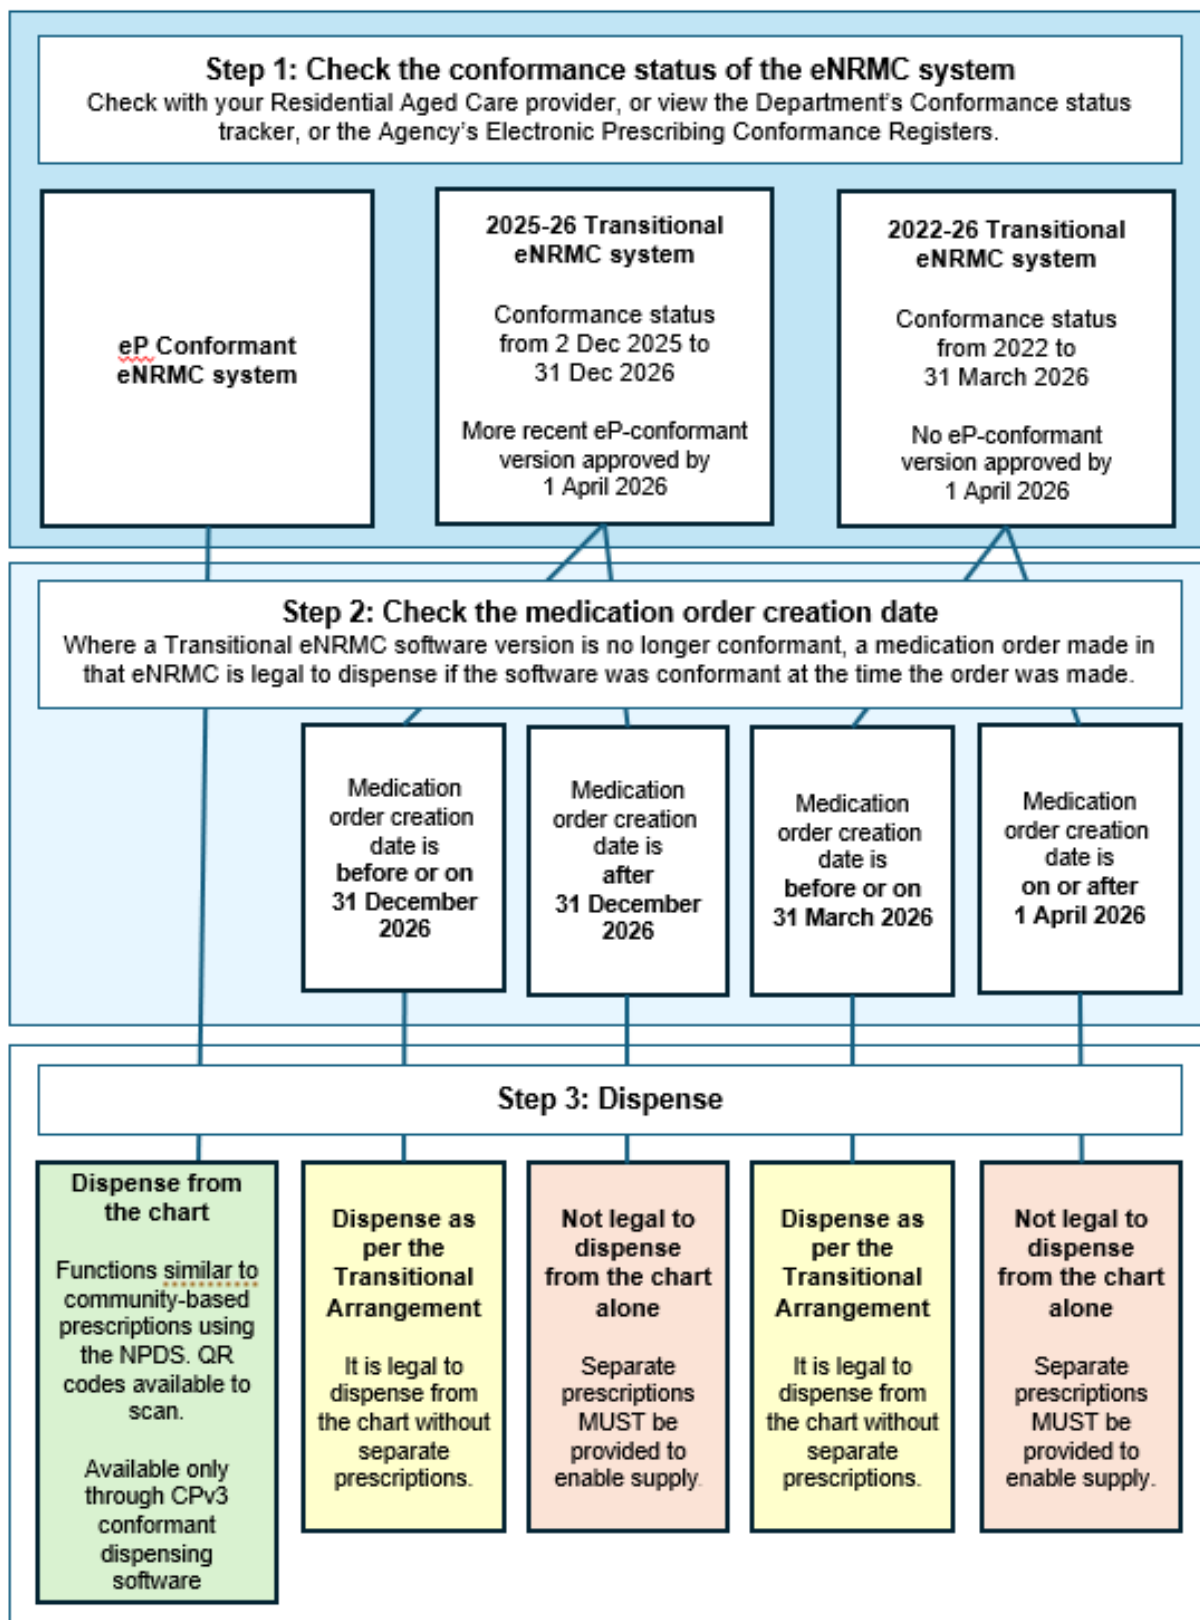 Step 1: Check the conformance status of the eNRMC system
Check with your Residential Aged Care provider, or view the Department's Conformance status
tracker, or the Agency's Electronic Prescribing Conformance Registers.
eP Conformant
eNRMC system
2025-26 Transitional
eNRMC system
Conformance status
from 2 Dec 2025 to
31 Dec 2026
More recent eP-conformant
version approved by
1 April 2026
2022-26 Transitional
eNRMC system
Conformance status
from 2022 to
31 March 2026
No eP-conformant
version approved by
1 April 2026
Step 2: Check the medication order creation date
Where a Transitional eNRMC software version is no longer conformant, a medication order made in
that eNRMC is legal to dispense if the software was conformant at the time the order was made.
Medication
order creation
date is
before or on
31 December
2026
Medication
order creation
date is
after
31 December
2026
Medication
order creation
date is
before or on
31 March 2026
Medication
order creation
date is
on or after
1 April 2026
Step 3: Dispense
Dispense from
the chart
Functions similar to
community-based
prescriptions using
the NPDS. QR
codes available to
scan.
Available only
through CPv3
conformant
dispensing
software
Dispense as
per the
Transitional
Arrangement
It is legal to
dispense from
the chart without
separate
prescriptions.
Not legal to
dispense
from the chart
alone
Separate
prescriptions
MUST be
provided to
enable supply.
Dispense as
per the
Transitional
Arrangement
It is legal to
dispense from
the chart without
separate
prescriptions.
Not legal to
dispense
from the chart
alone
Separate
prescriptions
MUST be
provided to
enable supply.